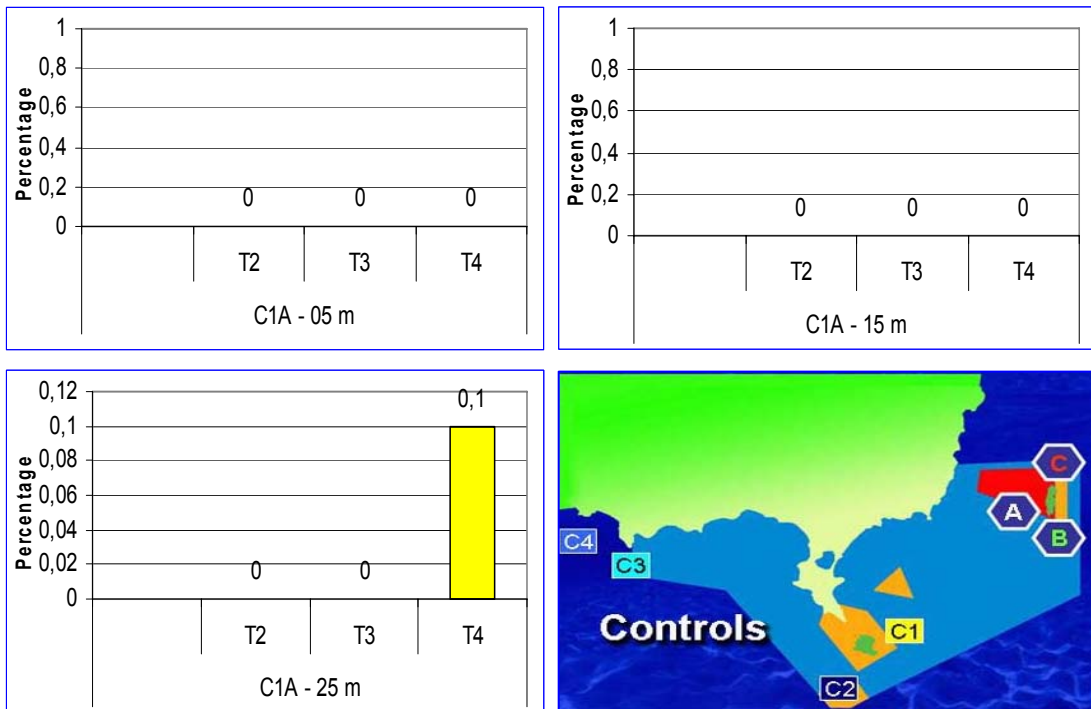 Percentage
1
0,8
0,6
0,4
0,2
0
0 0 0
T2 T3 T4
C1A - 05 m
Percentage
1
0,8
0,6
0,4
0,2
0
0 0 0
T2 T3 T4
C1A - 15 m
Percentage
0,12
0,1
0,08
0,06
0,04
0,02
0
0 0 0,1
T2 T3 T4
C1A - 25 m
C
A
B
C4
C3
Controls
C1
C2